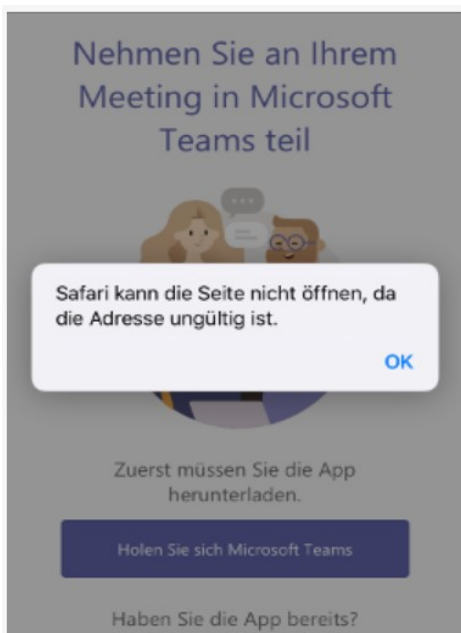 Nehmen Sie an Ihrem
Meeting in Microsoft
Teams teil
Safari kann die Seite nicht öffnen, da
die Adresse ungültig ist.
OK
Zuerst müssen Sie die App
herunterladen.
Holen Sie sich Microsoft Teams
Haben Sie die App bereits?